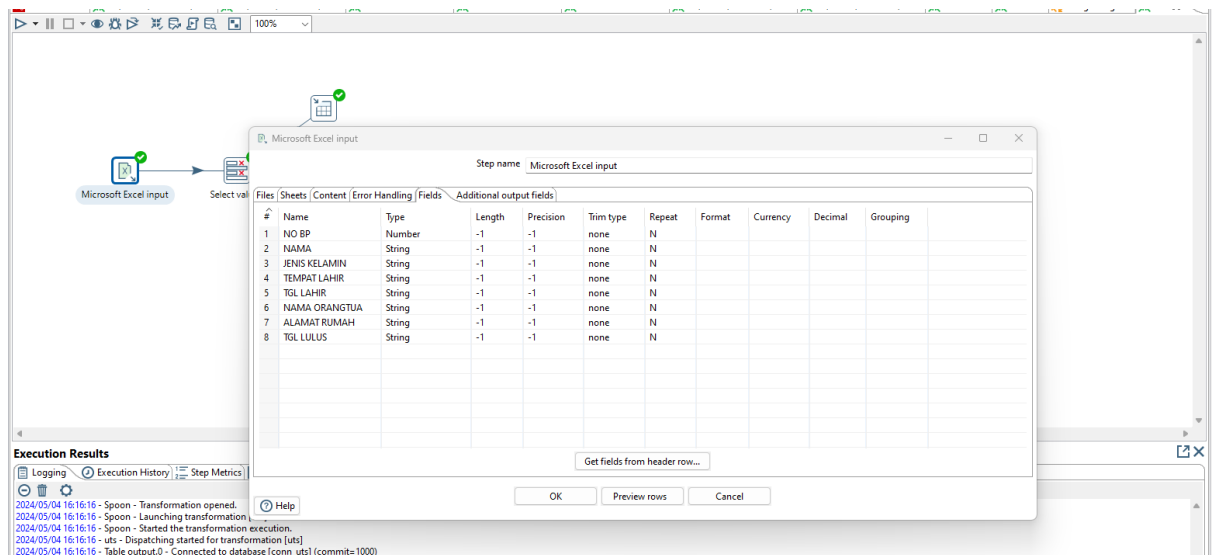 100%
Microsoft Excel input
Step name Microsoft Excel input
Microsoft Excel input
Select val
Files Sheets Content Error Handling Fields Additional output fields
# Name Type Length Precision Trim type Repeat Format Currency Decimal Grouping
1 NO BP Number -1 -1 none N
2 NAMA String -1 -1 none N
3 JENIS KELAMIN String -1 -1 none N
4 TEMPAT LAHIR String -1 -1 none N
5 TGL LAHIR String -1 -1 none N
6 NAMA ORANGTUA String -1 -1 none N
7 ALAMAT RUMAH String -1 -1 none N
8 TGL LULUS String -1 -1 none N
Get fields from header row...
OK Preview rows Cancel
Help
Execution Results
Logging Execution History Step Metrics
2024/05/04 16:16:16 - Spoon - Transformation opened.
2024/05/04 16:16:16 - Spoon - Launching transformation
2024/05/04 16:16:16 - Spoon - Started the transformation execution.
2024/05/04 16:16:16 - uts - Dispatching started for transformation [uts]
2024/05/04 16:16:16 - Table output.0 - Connected to database [conn_uts] (commit=1000)